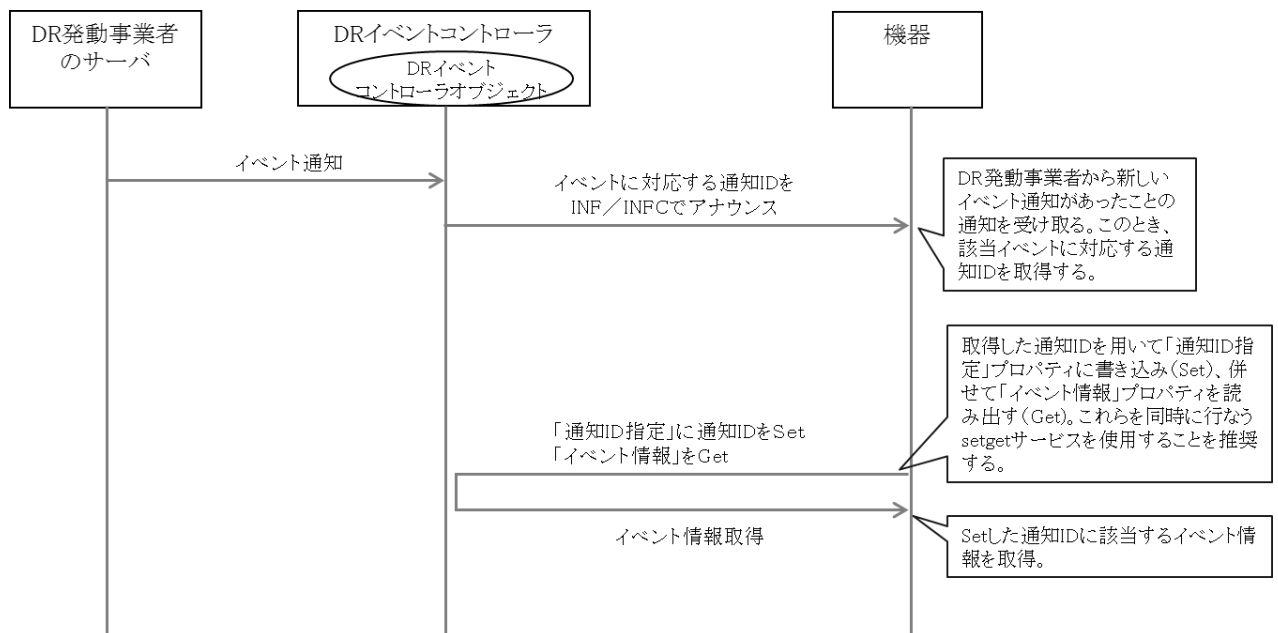 DR発動事業者
のサーバ
DRイベントコントローラ
DRイベント
コントローラオブジェクト
機器
イベント通知
イベントに対応する通知IDを
INF／INFCでアナウンス
DR発動事業者から新しい
イベント通知があったことの
通知を受け取る。このとき、
該当イベントに対応する通
知IDを取得する。
取得した通知IDを用いて「通知ID指
定」プロパティに書き込み（Set）、併
せて「イベント情報」プロパティを読
み出す（Get）。これらを同時に行なう
setgetサービスを使用することを推奨
する。
「通知ID指定」に通知IDをSet
「イベント情報」をGet
イベント情報取得
Setした通知IDに該当するイベント情
報を取得。